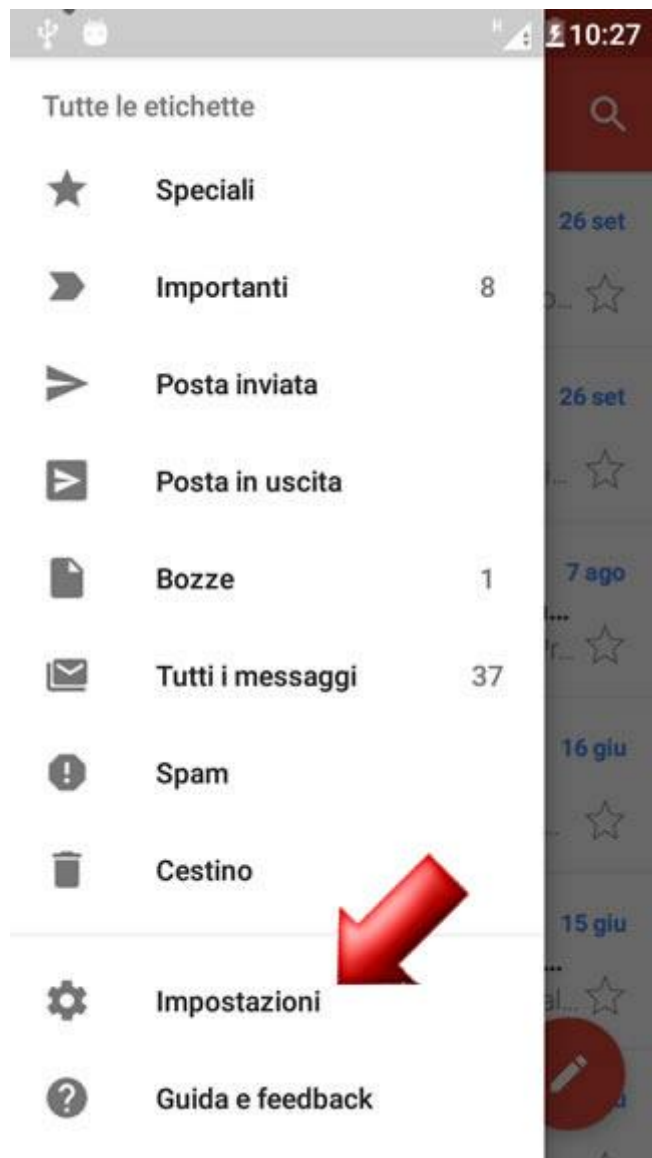 H
10:27
Tutte le etichette
Speciali
26 set
Importanti 8
Posta inviata
26 set
Posta in uscita
Bozze 1
7 ago
Tutti i messaggi 37
16 giu
Spam
Cestino
15 giu
Impostazioni
Guida e feedback